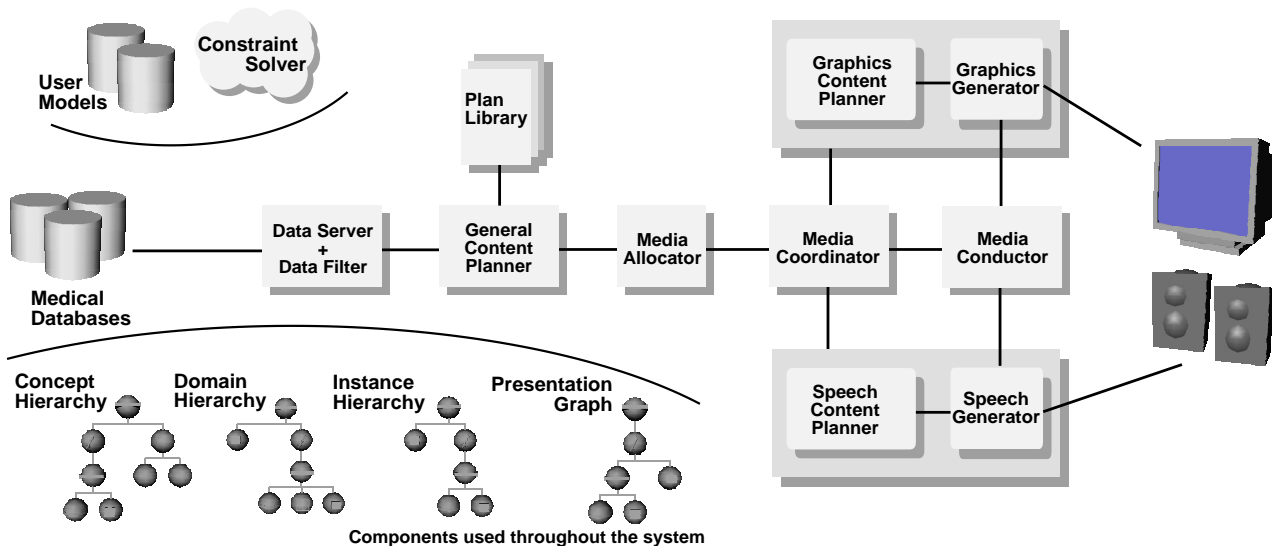 Constraint
Solver
User
Models
Plan
Library
Graphics
Content
Planner
Graphics
Generator
Medical
Databases
Data Server
+
Data Filter
General
Content
Planner
Media
Allocator
Media
Coordinator
Media
Conductor
Speech
Content
Planner
Speech
Generator
Concept
Hierarchy
Domain
Hierarchy
Instance
Hierarchy
Presentation
Graph
Components used throughout the system